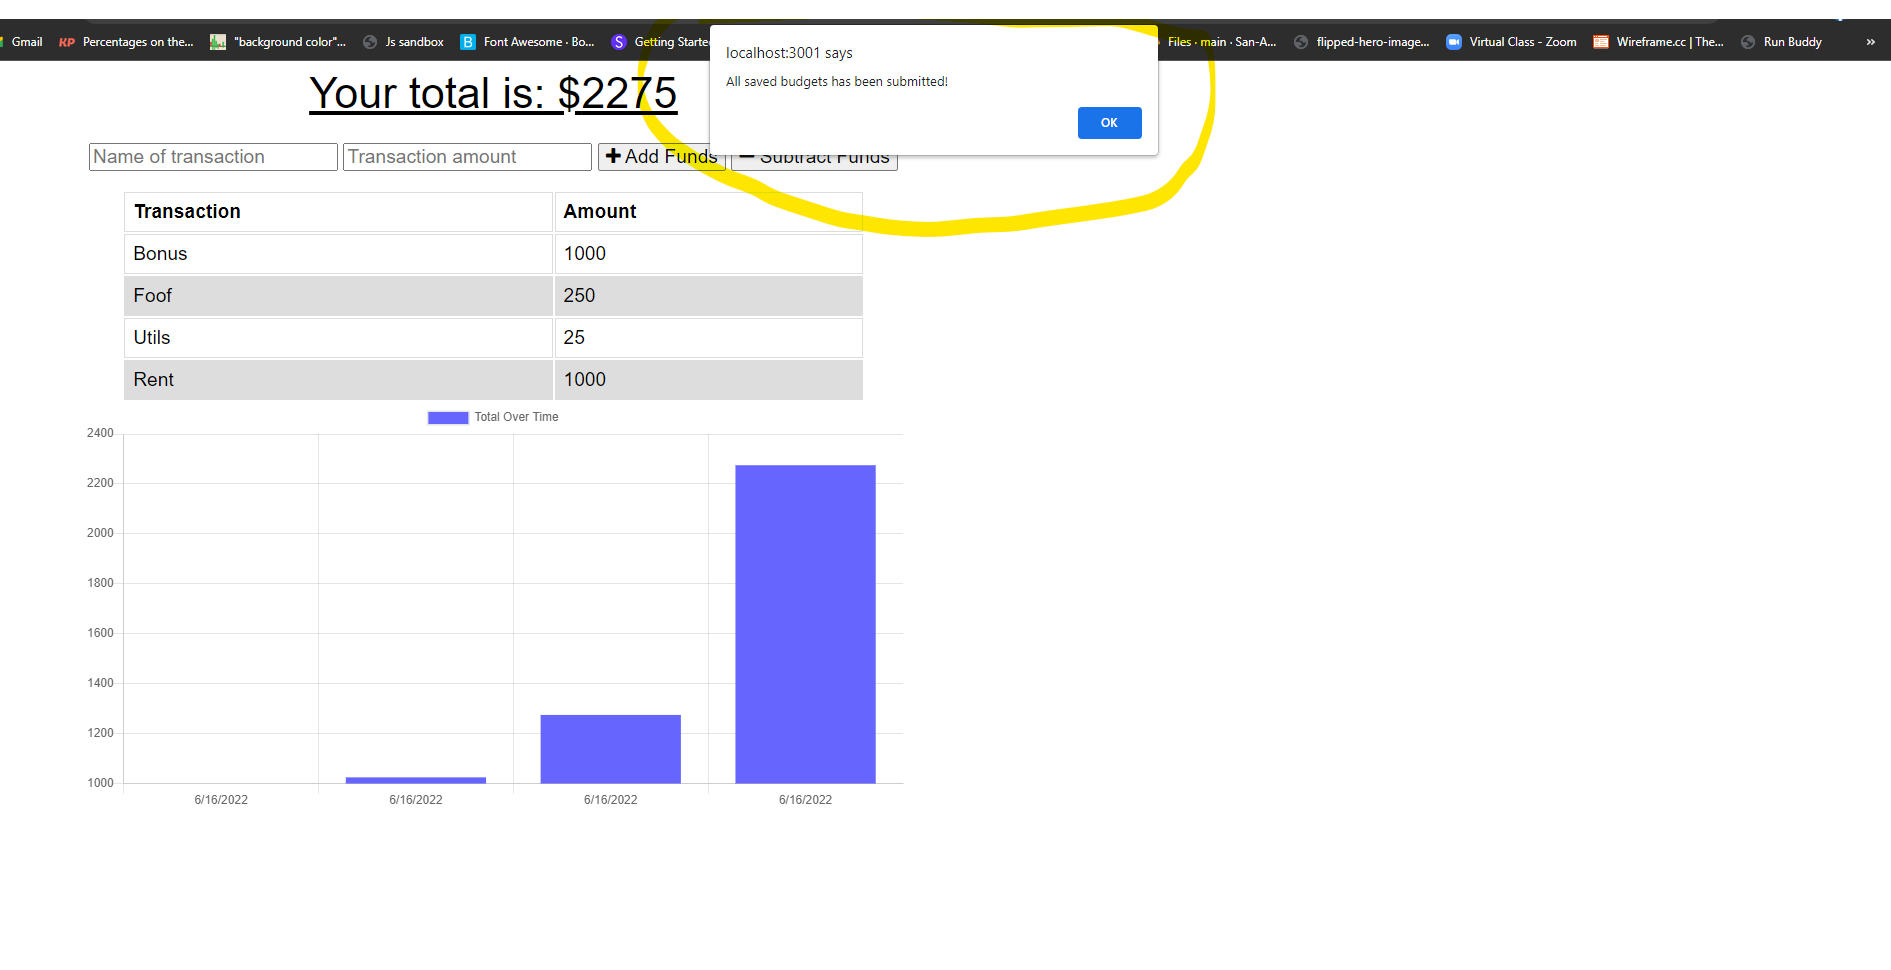 Gmail KP Percentages on the... "background color"... Js sandbox B Font Awesome · Bo... S Files · main · San-A... flipped-hero-image... Virtual Class - Zoom Wireframe.cc | The... Run Buddy »
Getting Starte
localhost:3001 says
All saved budgets has been submitted!
OK
Your total is: $2275
Name of transaction Transaction amount + Add Funds − Subtract Funds
Transaction Amount
Bonus 1000
Foof 250
Utils 25
Rent 1000
Total Over Time
2400
2200
2000
1800
1600
1400
1200
1000
6/16/2022 6/16/2022 6/16/2022 6/16/2022